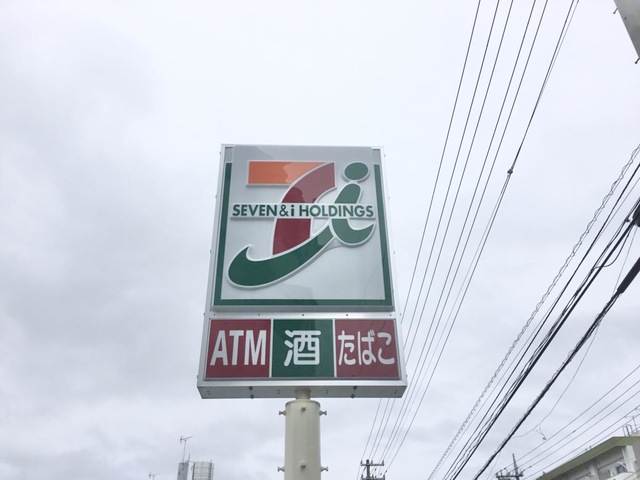 SEVEN&i HOLDINGS
ATM 酒 たばこ